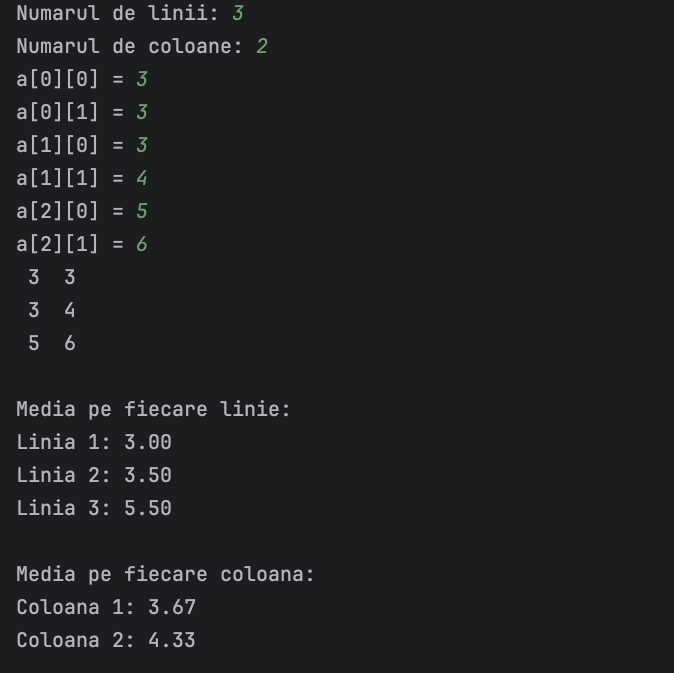 Numarul de linii: 3
Numarul de coloane: 2
a[0][0] = 3
a[0][1] = 3
a[1][0] = 3
a[1][1] = 4
a[2][0] = 5
a[2][1] = 6
3  3
3  4
5  6
Media pe fiecare linie:
Linia 1: 3.00
Linia 2: 3.50
Linia 3: 5.50
Media pe fiecare coloana:
Coloana 1: 3.67
Coloana 2: 4.33